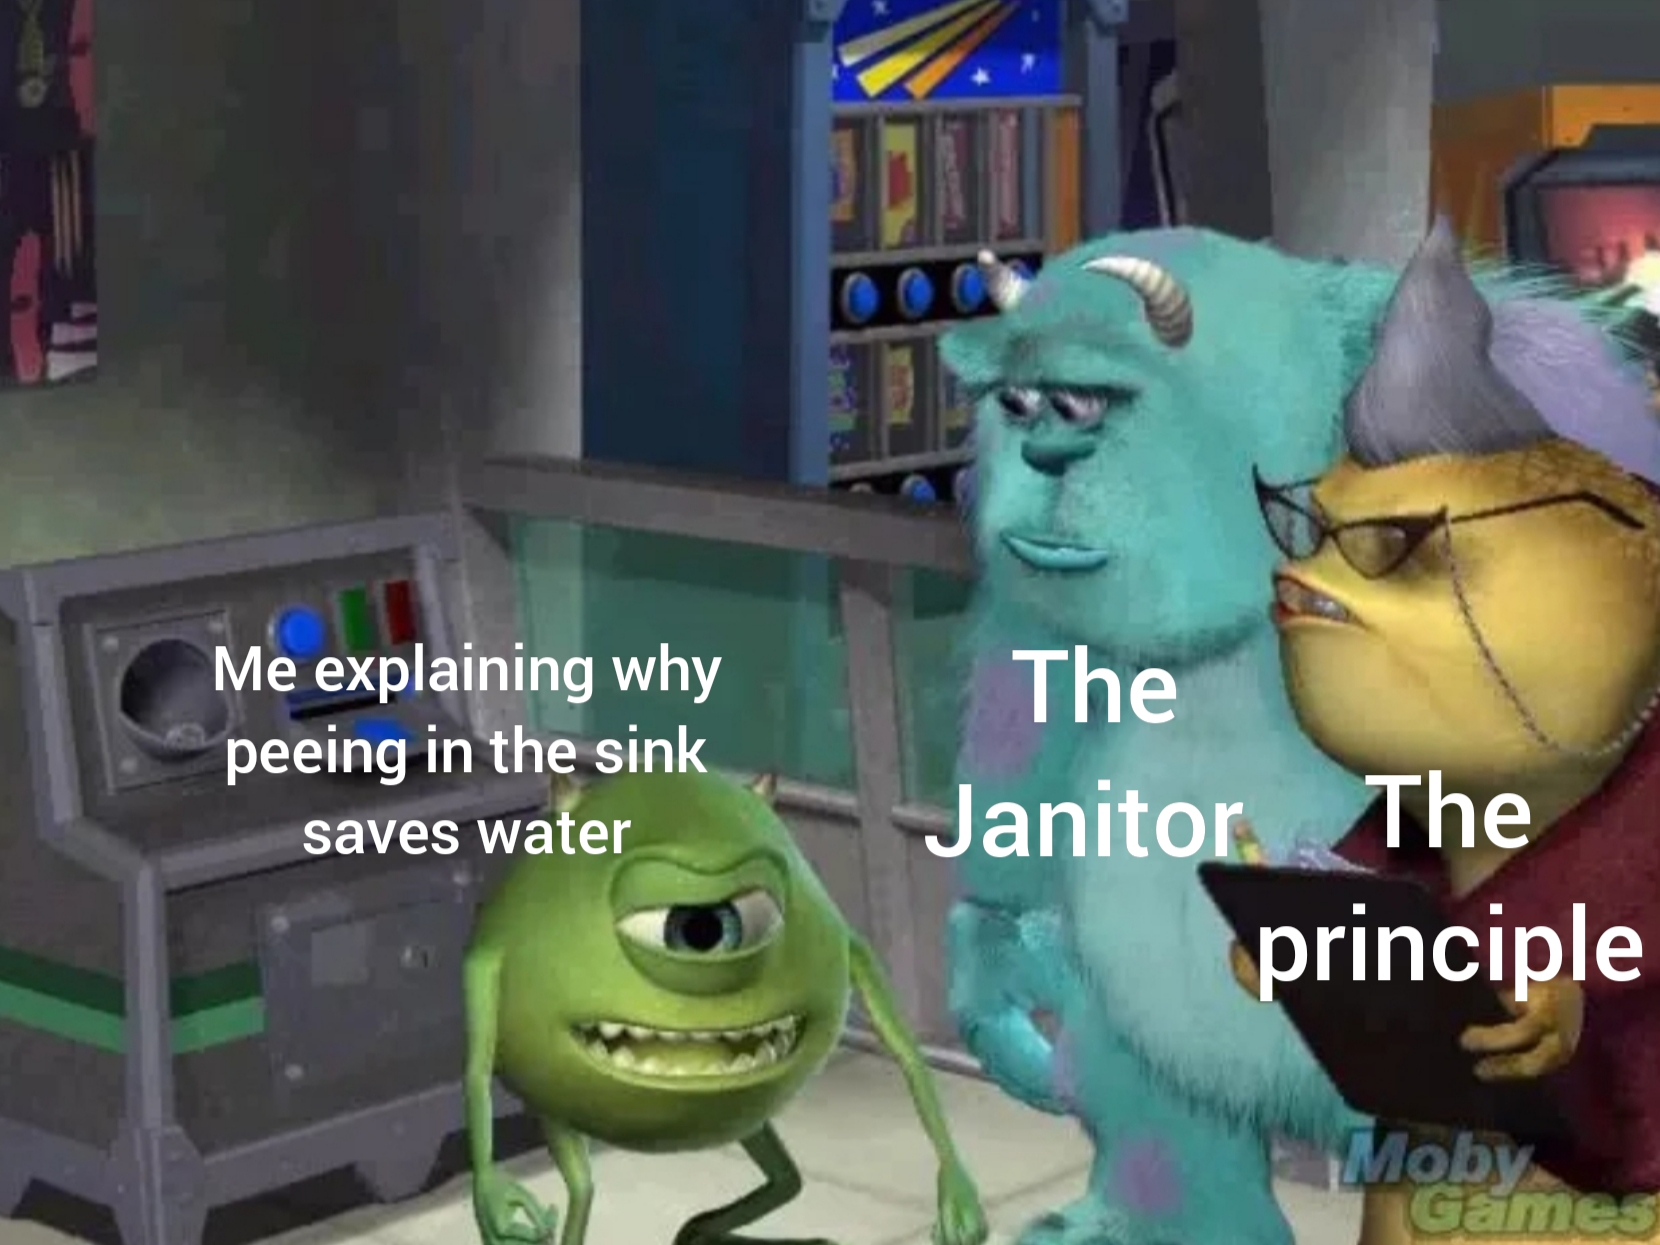 Me explaining why
peeing in the sink
saves water
The
Janitor
The
principle
Moby
Games